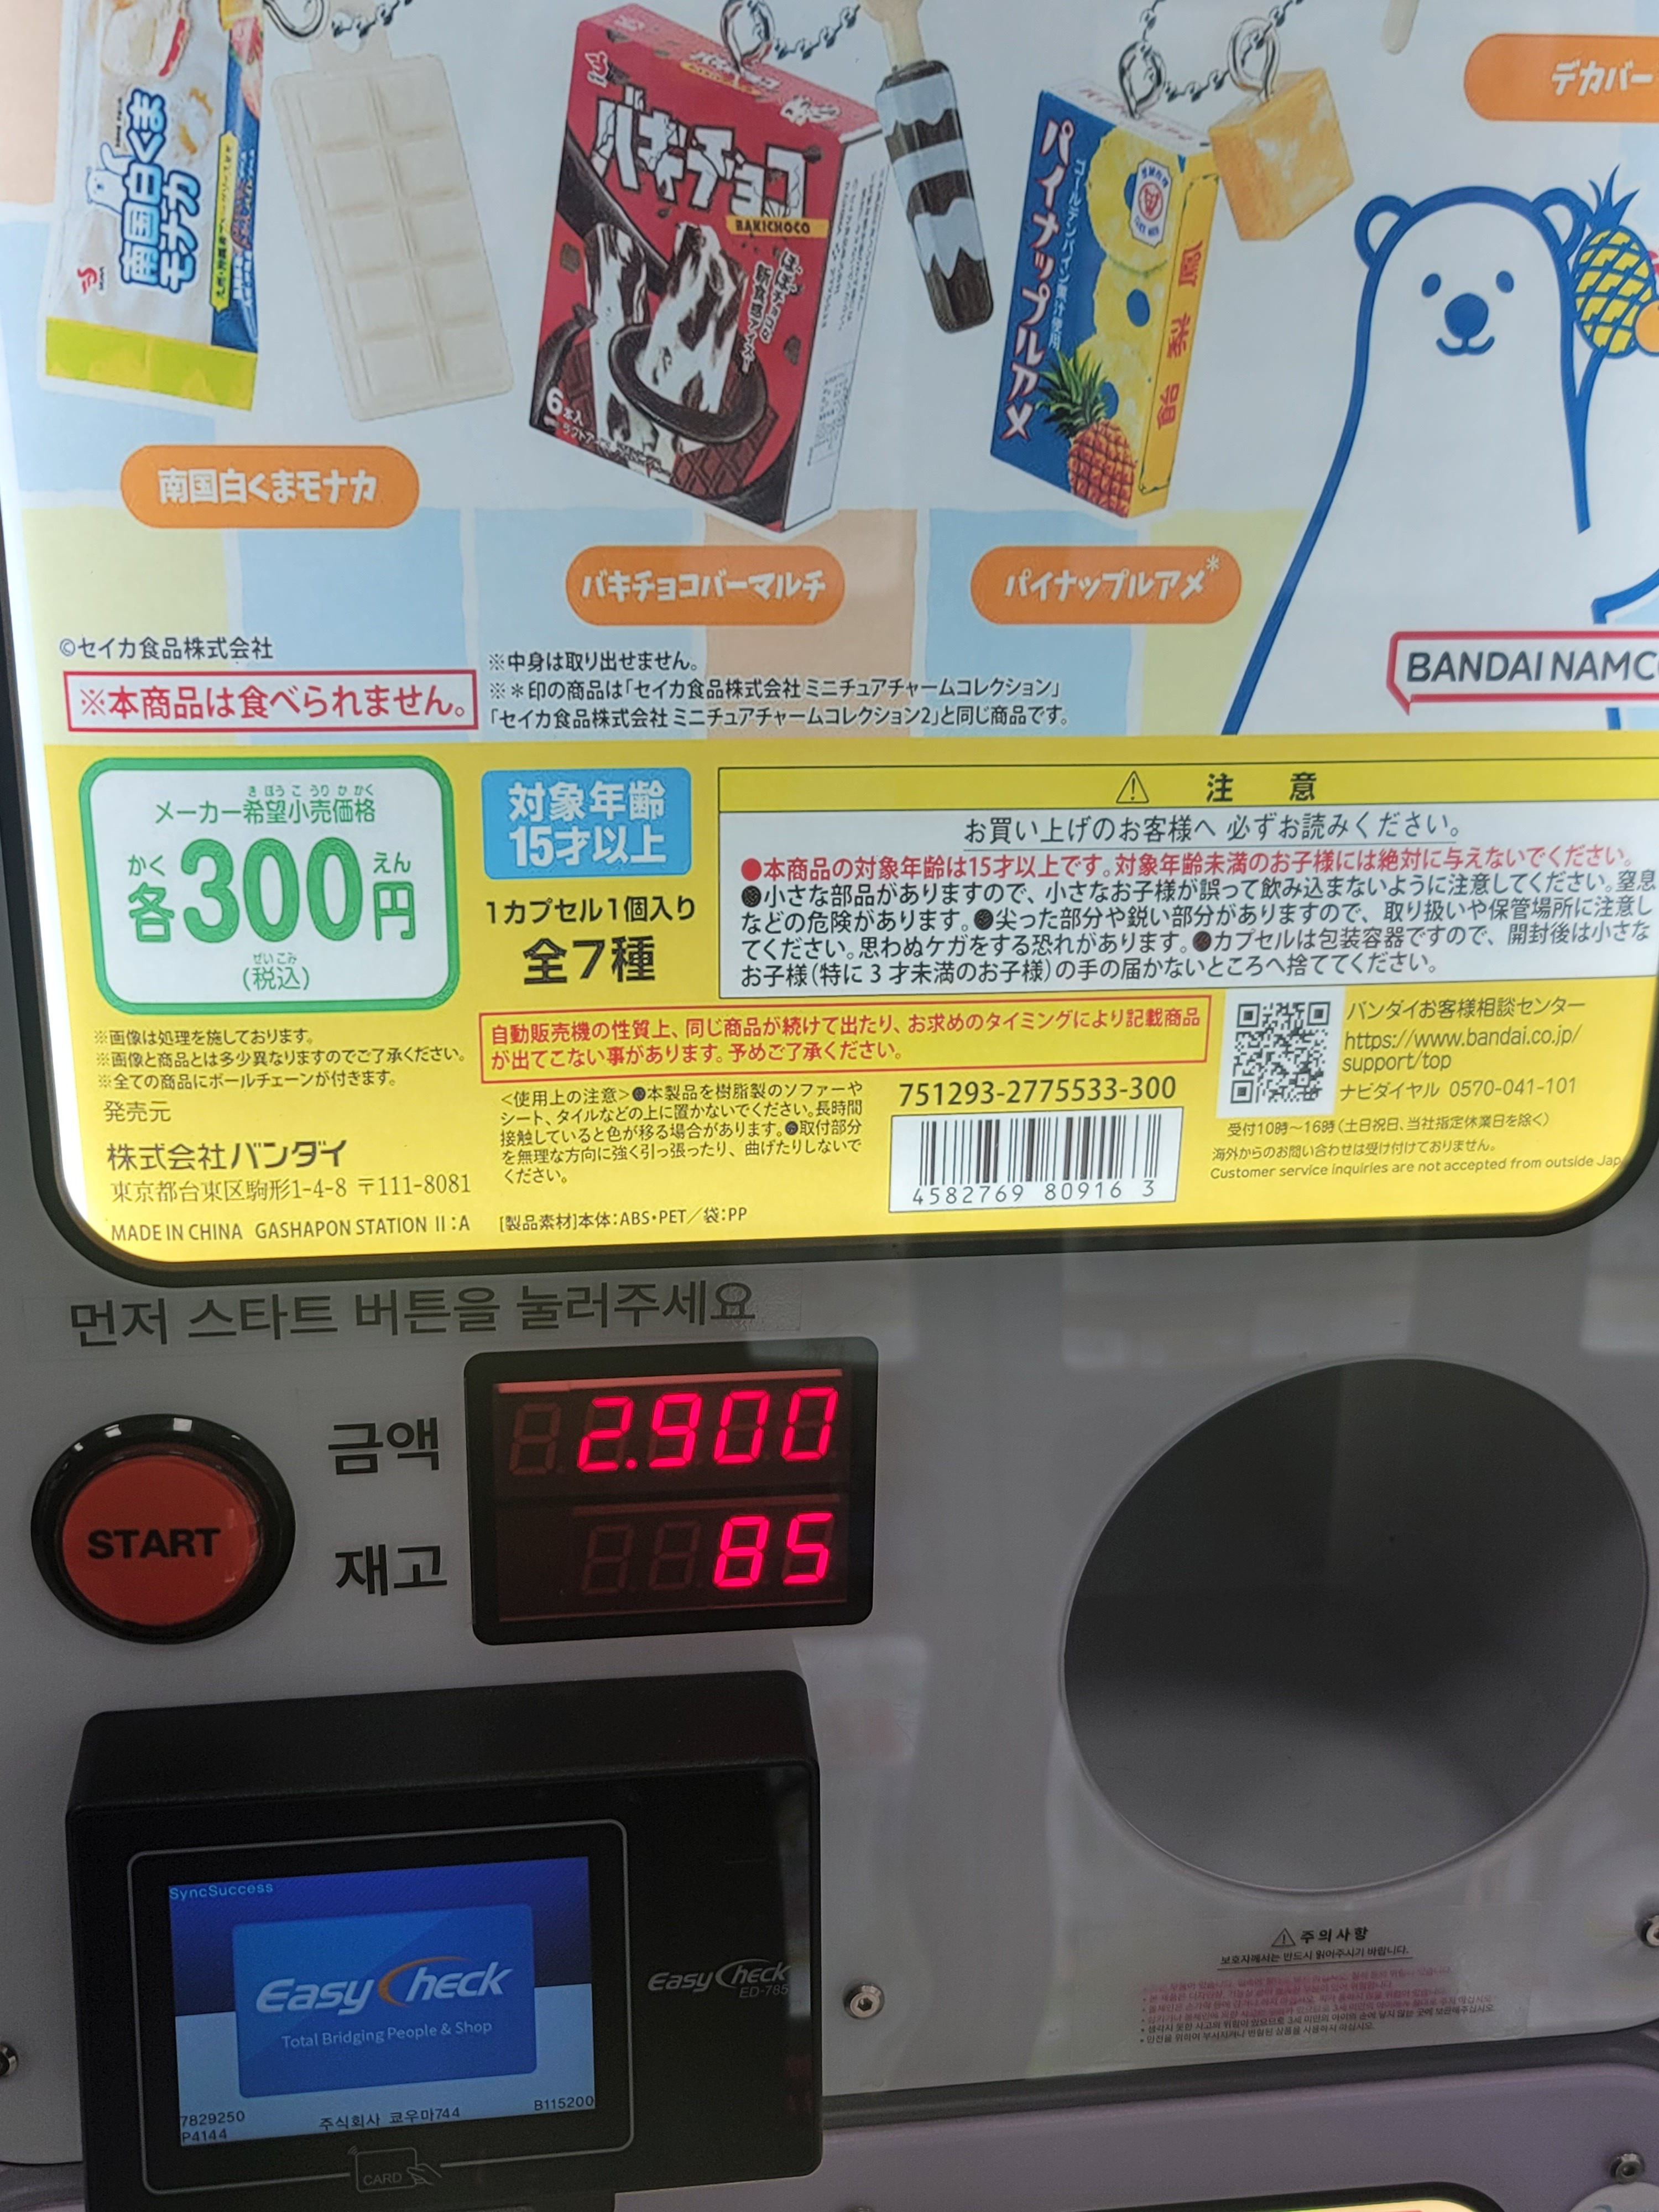 デカバー
南国白くま
モナカ
バキチョコ
BAKICHOCO
6本入
パイナップルアメ
ゴールデンパイン果汁使用
南国白くまモナカ
バキチョコバーマルチ
パイナップルアメ*
©セイカ食品株式会社
※本商品は食べられません。
※中身は取り出せません。
※＊印の商品は「セイカ食品株式会社 ミニチュアチャームコレクション」
「セイカ食品株式会社 ミニチュアチャームコレクション2」と同じ商品です。
BANDAI NAMCO
きぼうこうりかかく
メーカー希望小売価格
かく えん
各300円
ぜいこみ
(税込)
対象年齢
15才以上
1カプセル1個入り
全7種
⚠ 注意
お買い上げのお客様へ 必ずお読みください。
●本商品の対象年齢は15才以上です。対象年齢未満のお子様には絶対に与えないでください。
●小さな部品がありますので、小さなお子様が誤って飲み込まないように注意してください。窒息
などの危険があります。●尖った部分や鋭い部分がありますので、取り扱いや保管場所に注意し
てください。思わぬケガをする恐れがあります。●カプセルは包装容器ですので、開封後は小さな
お子様(特に3才未満のお子様)の手の届かないところへ捨ててください。
※画像は処理を施しております。
※画像と商品とは多少異なりますのでご了承ください。
※全ての商品にボールチェーンが付きます。
発売元
株式会社バンダイ
東京都台東区駒形1-4-8 〒111-8081
MADE IN CHINA GASHAPON STATION II:A
自動販売機の性質上、同じ商品が続けて出たり、お求めのタイミングにより記載商品
が出てこない事があります。予めご了承ください。
<使用上の注意>●本製品を樹脂製のソファーや
シート、タイルなどの上に置かないでください。長時間
接触していると色が移る場合があります。●取付部分
を無理な方向に強く引っ張ったり、曲げたりしないで
ください。
[製品素材]本体:ABS・PET／袋:PP
751293-2775533-300
4582769 80916 3
バンダイお客様相談センター
https://www.bandai.co.jp/
support/top
ナビダイヤル 0570-041-101
受付10時～16時(土日祝日、当社指定休業日を除く)
海外からのお問い合わせは受け付けておりません。
Customer service inquiries are not accepted from outside Jap
먼저 스타트 버튼을 눌러주세요
START
금액
2.900
재고
85
SyncSuccess
EasyCheck
Total Bridging People & Shop
7829250
P4144
주식회사 쿄우마744
B115200
CARD
EasyCheck
ED-785
⚠ 주의사항
보호자께서는 반드시 읽어주시기 바랍니다.